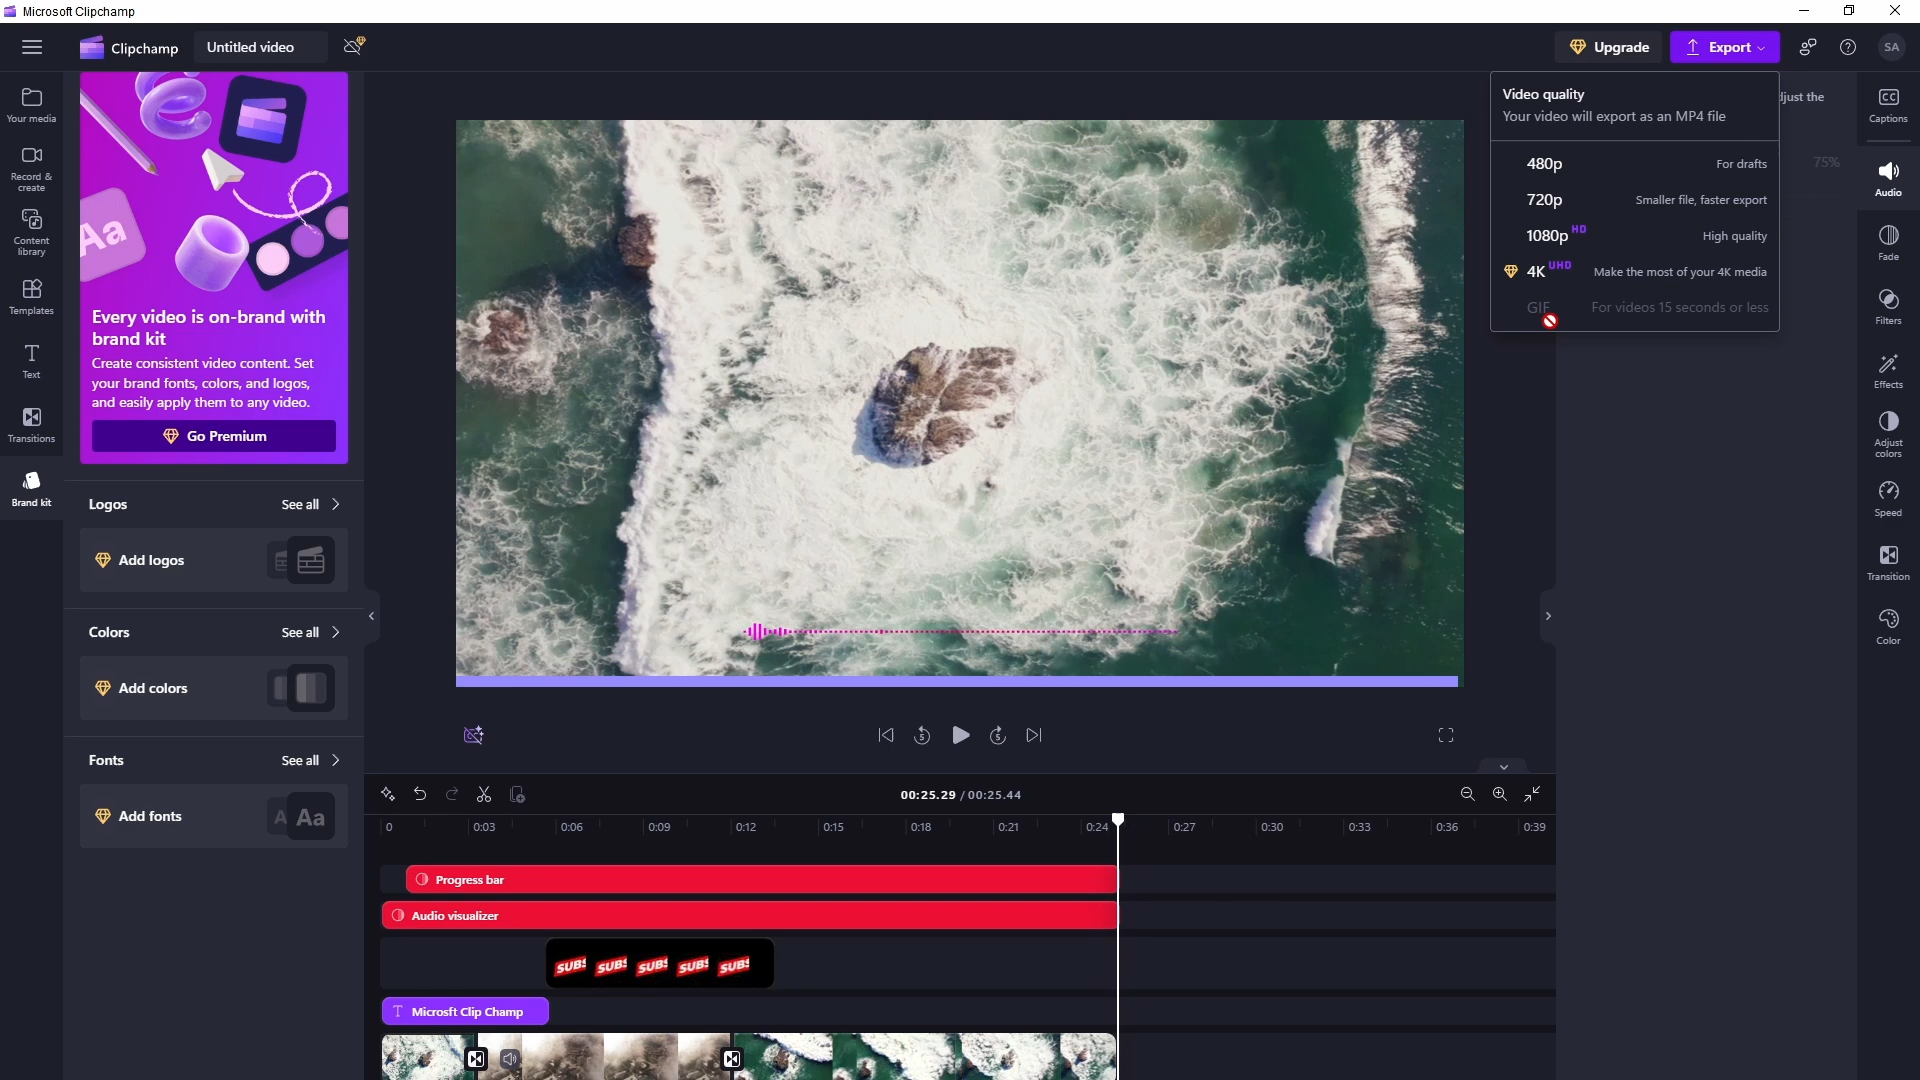 Microsoft Clipchamp
Clipchamp
Untitled video
Upgrade
Export
SA
Video quality
Your video will export as an MP4 file
480p For drafts
720p Smaller file, faster export
1080p HD High quality
4K UHD Make the most of your 4K media
GIF For videos 15 seconds or less
djust the
75%
Your media
Record & create
Content library
Templates
Text
Transitions
Brand kit
Aa
Every video is on-brand with
brand kit
Create consistent video content. Set
your brand fonts, colors, and logos,
and easily apply them to any video.
Go Premium
Logos See all
Add logos
Colors See all
Add colors
Fonts See all
Add fonts A Aa
CC
Captions
Audio
Fade
Filters
Effects
Adjust colors
Speed
Transition
Color
5 5
00:25.29 / 00:25.44
0 0:03 0:06 0:09 0:12 0:15 0:18 0:21 0:24 0:27 0:30 0:33 0:36 0:39
Progress bar
Audio visualizer
SUBS SUBS SUBS SUBS SUBS
T Microsft Clip Champ